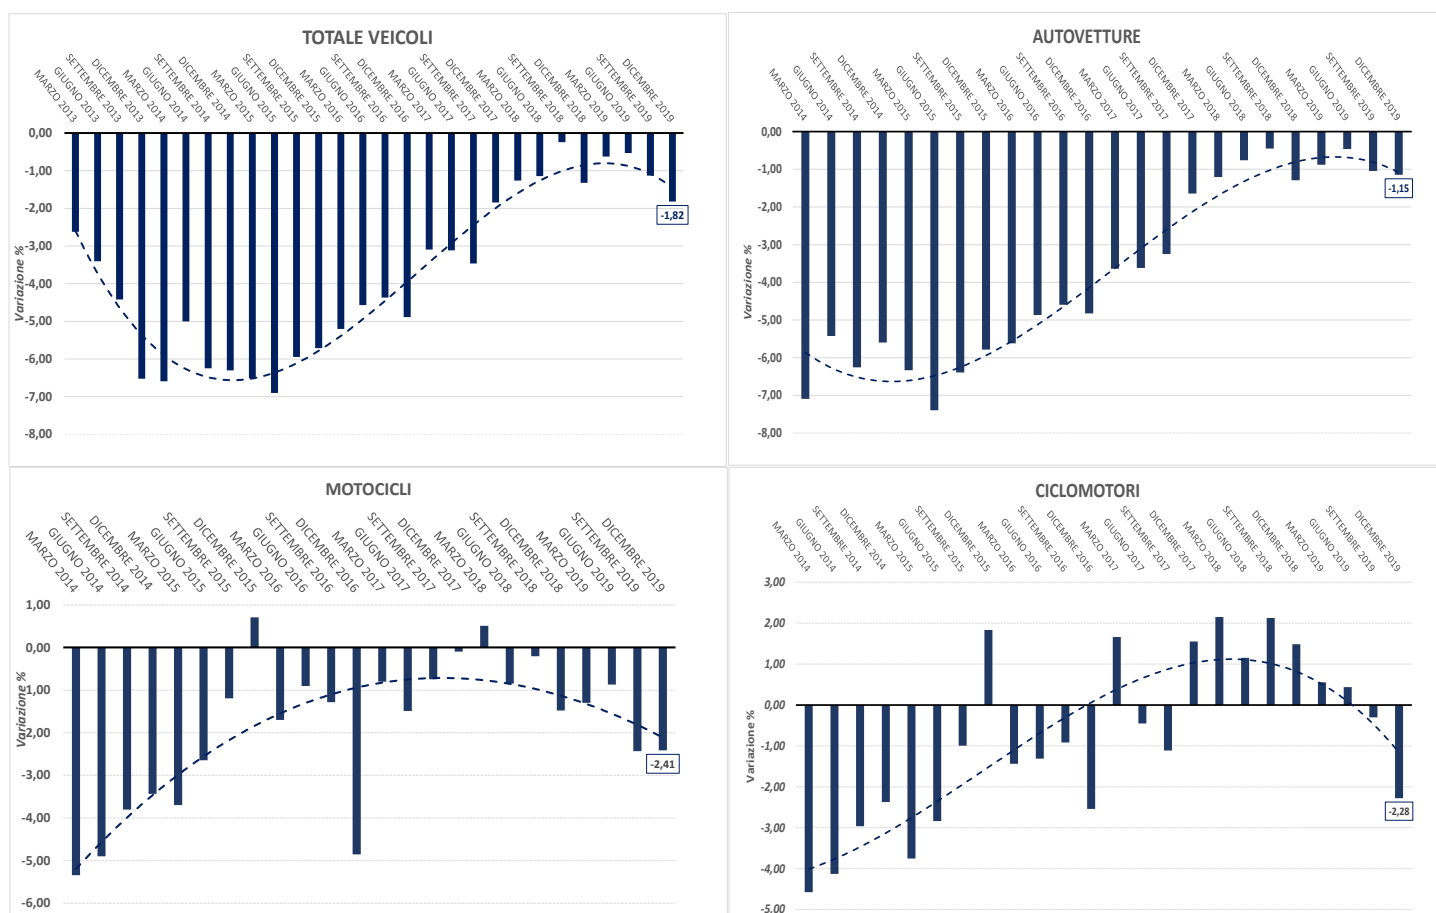 TOTALE VEICOLI
MARZO 2013
GIUGNO 2013
SETTEMBRE 2013
DICEMBRE 2013
MARZO 2014
GIUGNO 2014
SETTEMBRE 2014
DICEMBRE 2014
MARZO 2015
GIUGNO 2015
SETTEMBRE 2015
DICEMBRE 2015
MARZO 2016
GIUGNO 2016
SETTEMBRE 2016
DICEMBRE 2016
MARZO 2017
GIUGNO 2017
SETTEMBRE 2017
DICEMBRE 2017
MARZO 2018
GIUGNO 2018
SETTEMBRE 2018
DICEMBRE 2018
MARZO 2019
GIUGNO 2019
SETTEMBRE 2019
DICEMBRE 2019
0,00
-1,00
-2,00
-3,00
-4,00
-5,00
-6,00
-7,00
-8,00
Variazione %
-1,82
AUTOVETTURE
MARZO 2014
GIUGNO 2014
SETTEMBRE 2014
DICEMBRE 2014
MARZO 2015
GIUGNO 2015
SETTEMBRE 2015
DICEMBRE 2015
MARZO 2016
GIUGNO 2016
SETTEMBRE 2016
DICEMBRE 2016
MARZO 2017
GIUGNO 2017
SETTEMBRE 2017
DICEMBRE 2017
MARZO 2018
GIUGNO 2018
SETTEMBRE 2018
DICEMBRE 2018
MARZO 2019
GIUGNO 2019
SETTEMBRE 2019
DICEMBRE 2019
0,00
-1,00
-2,00
-3,00
-4,00
-5,00
-6,00
-7,00
-8,00
Variazione %
-1,15
MOTOCICLI
MARZO 2014
GIUGNO 2014
SETTEMBRE 2014
DICEMBRE 2014
MARZO 2015
GIUGNO 2015
SETTEMBRE 2015
DICEMBRE 2015
MARZO 2016
GIUGNO 2016
SETTEMBRE 2016
DICEMBRE 2016
MARZO 2017
GIUGNO 2017
SETTEMBRE 2017
DICEMBRE 2017
MARZO 2018
GIUGNO 2018
SETTEMBRE 2018
DICEMBRE 2018
MARZO 2019
GIUGNO 2019
SETTEMBRE 2019
DICEMBRE 2019
1,00
0,00
-1,00
-2,00
-3,00
-4,00
-5,00
-6,00
Variazione %
-2,41
CICLOMOTORI
MARZO 2014
GIUGNO 2014
SETTEMBRE 2014
DICEMBRE 2014
MARZO 2015
GIUGNO 2015
SETTEMBRE 2015
DICEMBRE 2015
MARZO 2016
GIUGNO 2016
SETTEMBRE 2016
DICEMBRE 2016
MARZO 2017
GIUGNO 2017
SETTEMBRE 2017
DICEMBRE 2017
MARZO 2018
GIUGNO 2018
SETTEMBRE 2018
DICEMBRE 2018
MARZO 2019
GIUGNO 2019
SETTEMBRE 2019
DICEMBRE 2019
3,00
2,00
1,00
0,00
-1,00
-2,00
-3,00
-4,00
-5,00
Variazione %
-2,28